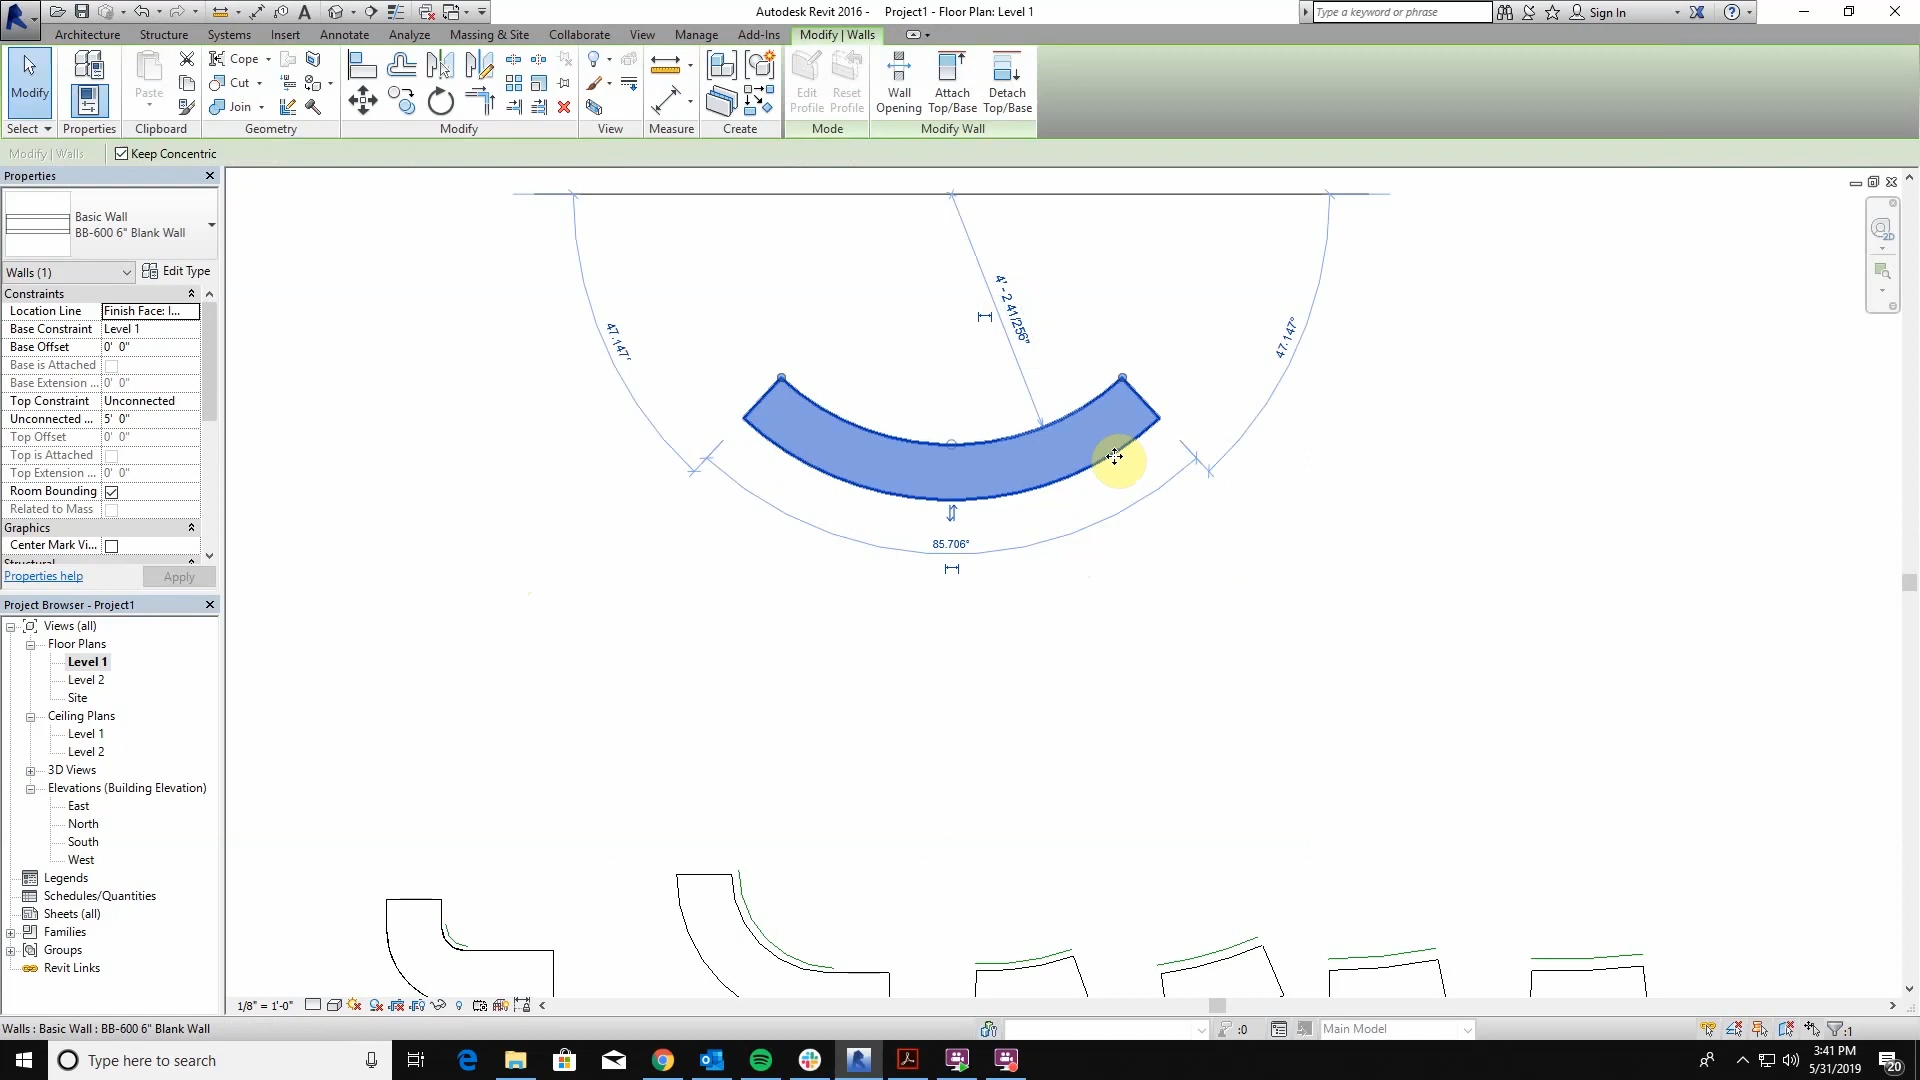 Autodesk Revit 2016 - Project1 - Floor Plan: Level 1
Type a keyword or phrase
Sign In
Architecture Structure Systems Insert Annotate Analyze Massing & Site Collaborate View Manage Add-Ins Modify | Walls
Modify
Paste
Cope
Cut
Join
Edit Profile
Reset Profile
Wall Opening
Attach Top/Base
Detach Top/Base
Select Properties Clipboard Geometry Modify View Measure Create Mode Modify Wall
Modify | Walls Keep Concentric
Properties
Basic Wall
BB-600 6" Blank Wall
Walls (1) Edit Type
Constraints
Location Line Finish Face: I...
Base Constraint Level 1
Base Offset 0' 0"
Base is Attached
Base Extension ... 0' 0"
Top Constraint Unconnected
Unconnected ... 5' 0"
Top Offset 0' 0"
Top is Attached
Top Extension ... 0' 0"
Room Bounding
Related to Mass
Graphics
Center Mark Vi...
Structural
Properties help Apply
4' - 2 41/256"
47.147°
47.147°
85.706°
Project Browser - Project1
Views (all)
Floor Plans
Level 1
Level 2
Site
Ceiling Plans
Level 1
Level 2
3D Views
Elevations (Building Elevation)
East
North
South
West
Legends
Schedules/Quantities
Sheets (all)
Families
Groups
Revit Links
1/8" = 1'-0"
Walls : Basic Wall : BB-600 6" Blank Wall
:0
Main Model
:1
Type here to search
3:41 PM
5/31/2019
20